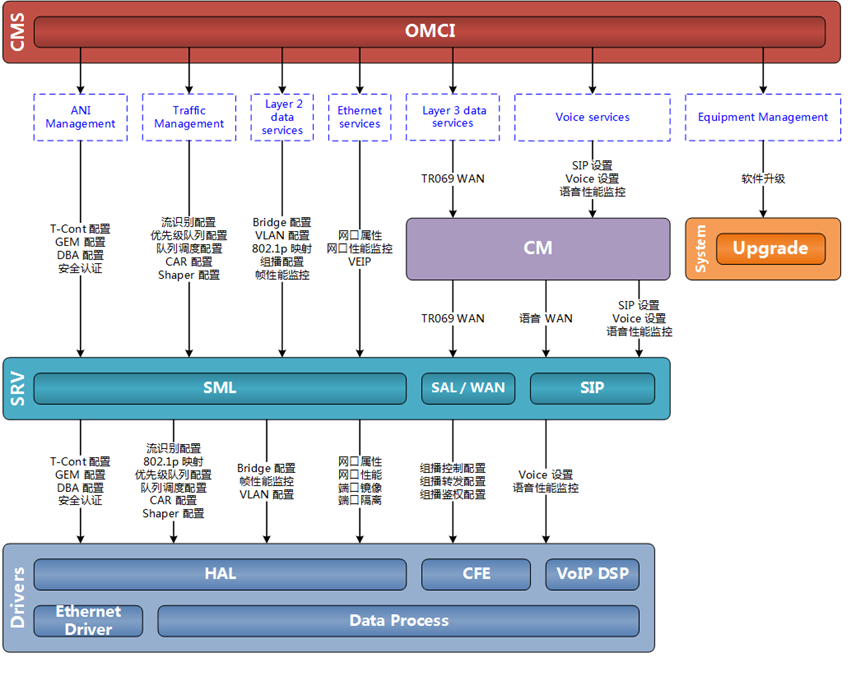 CMS
OMCI
ANI
Management
Traffic
Management
Layer 2
data
services
Ethernet
services
Layer 3 data
services
Voice services
Equipment Management
T-Cont 配置
GEM 配置
DBA 配置
安全认证
流识别配置
优先级队列配置
队列调度配置
CAR 配置
Shaper 配置
Bridge 配置
VLAN 配置
802.1p 映射
组播配置
帧性能监控
网口属性
网口性能监控
VEIP
TR069 WAN
SIP 设置
Voice 设置
语音性能监控
软件升级
CM
System
Upgrade
TR069 WAN
语音 WAN
SIP 设置
Voice 设置
语音性能监控
SRV
SML
SAL / WAN
SIP
T-Cont 配置
GEM 配置
DBA 配置
安全认证
流识别配置
802.1p 映射
优先级队列配置
队列调度配置
CAR 配置
Shaper 配置
Bridge 配置
帧性能监控
VLAN 配置
网口属性
网口性能
端口镜像
端口隔离
组播控制配置
组播转发配置
组播鉴权配置
Voice 设置
语音性能监控
Drivers
HAL
CFE
VoIP DSP
Ethernet
Driver
Data Process